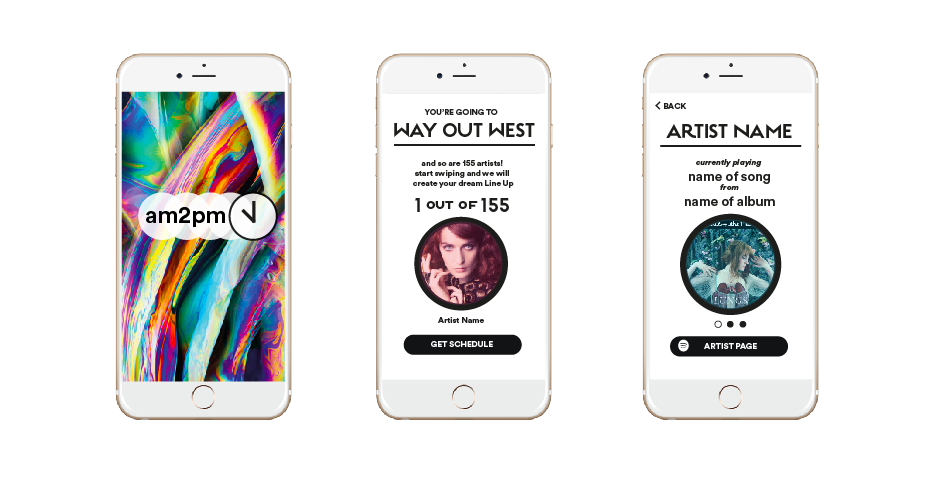 am2pm
YOU'RE GOING TO
WAY OUT WEST
and so are 155 artists!
start swiping and we will
create your dream Line Up
1 OUT OF 155
Artist Name
GET SCHEDULE
BACK
ARTIST NAME
currently playing
name of song
from
name of album
LUNGS
ARTIST PAGE